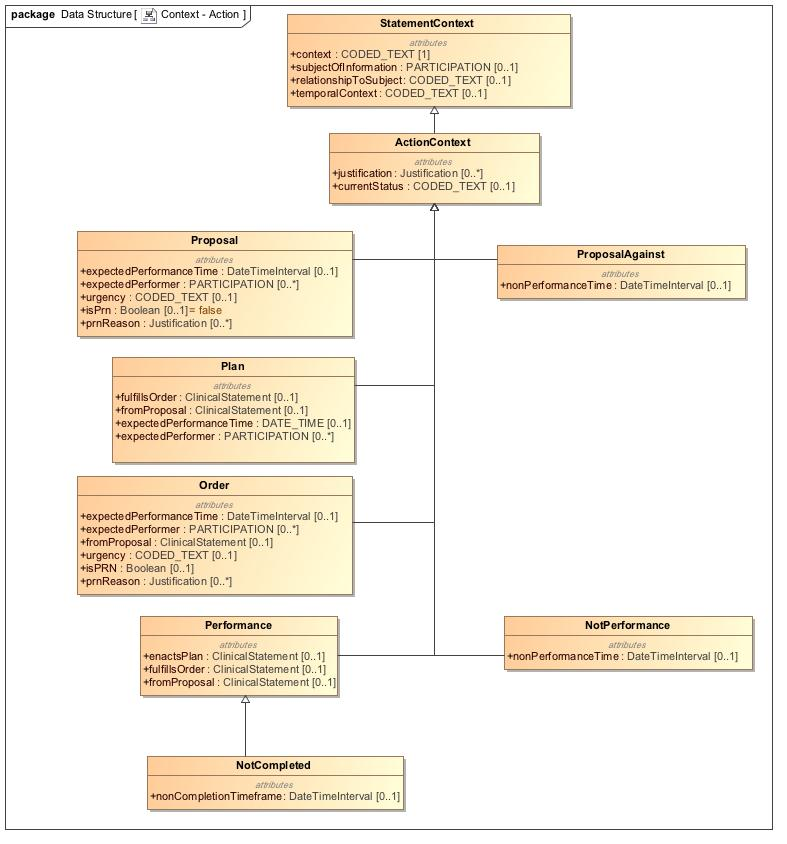 package Data Structure [ Context - Action ]
StatementContext
attributes
+context : CODED_TEXT [1]
+subjectOfInformation : PARTICIPATION [0..1]
+relationshipToSubject : CODED_TEXT [0..1]
+temporalContext : CODED_TEXT [0..1]
ActionContext
attributes
+justification : Justification [0..*]
+currentStatus : CODED_TEXT [0..1]
Proposal
attributes
+expectedPerformanceTime : DateTimeInterval [0..1]
+expectedPerformer : PARTICIPATION [0..*]
+urgency : CODED_TEXT [0..1]
+isPrn : Boolean [0..1]= false
+prnReason : Justification [0..*]
ProposalAgainst
attributes
+nonPerformanceTime : DateTimeInterval [0..1]
Plan
attributes
+fulfillsOrder : ClinicalStatement [0..1]
+fromProposal : ClinicalStatement [0..1]
+expectedPerformanceTime : DATE_TIME [0..1]
+expectedPerformer : PARTICIPATION [0..*]
Order
attributes
+expectedPerformanceTime : DateTimeInterval [0..1]
+expectedPerformer : PARTICIPATION [0..*]
+fromProposal : ClinicalStatement [0..1]
+urgency : CODED_TEXT [0..1]
+isPRN : Boolean [0..1]
+prnReason : Justification [0..*]
Performance
attributes
+enactsPlan : ClinicalStatement [0..1]
+fulfillsOrder : ClinicalStatement [0..1]
+fromProposal : ClinicalStatement [0..1]
NotPerformance
attributes
+nonPerformanceTime : DateTimeInterval [0..1]
NotCompleted
attributes
+nonCompletionTimeframe : DateTimeInterval [0..1]